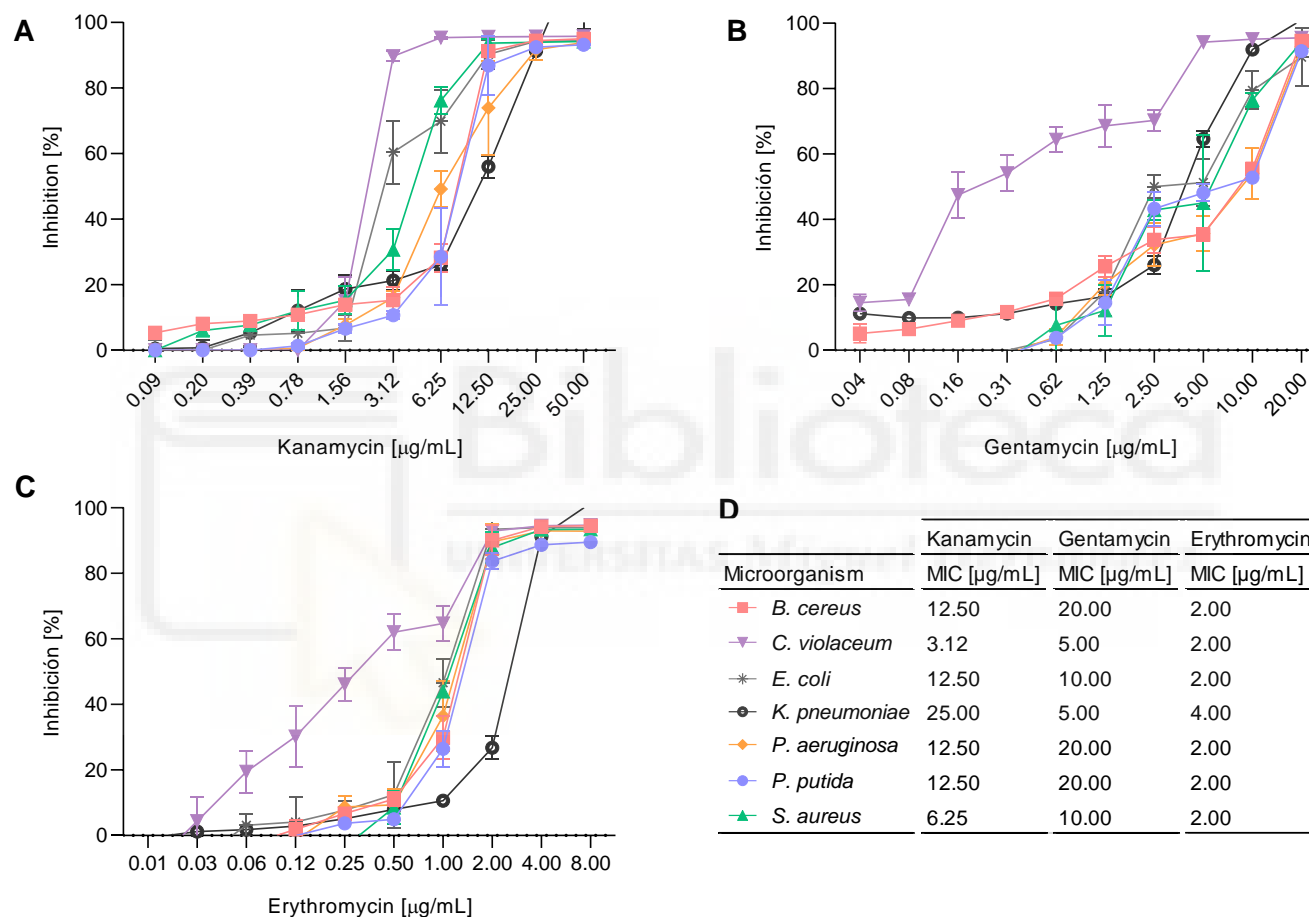 A
Inhibition [%]
100
80
60
40
20
0
0.09 0.20 0.39 0.78 1.56 3.12 6.25 12.50 25.00 50.00
Kanamycin [µg/mL]
B
Inhibición [%]
100
80
60
40
20
0
0.04 0.08 0.16 0.31 0.62 1.25 2.50 5.00 10.00 20.00
Gentamycin [µg/mL]
Biblioteca
UNIVERSITAS Miguel
C
Inhibición [%]
100
80
60
40
20
0
0.01 0.03 0.06 0.12 0.25 0.50 1.00 2.00 4.00 8.00
Erythromycin [µg/mL]
D
Kanamycin Gentamycin Erythromycin
Microorganism MIC [µg/mL] MIC [µg/mL] MIC [µg/mL]
B. cereus 12.50 20.00 2.00
C. violaceum 3.12 5.00 2.00
E. coli 12.50 10.00 2.00
K. pneumoniae 25.00 5.00 4.00
P. aeruginosa 12.50 20.00 2.00
P. putida 12.50 20.00 2.00
S. aureus 6.25 10.00 2.00